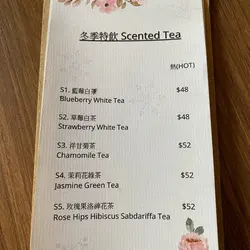 冬季特飲 Scented Tea
熱(HOT)
S1. 藍莓白茶 $48
Blueberry White Tea
S2. 草莓白茶 $48
Strawberry White Tea
S3. 洋甘菊茶 $52
Chamomile Tea
S4. 茉莉花綠茶 $52
Jasmine Green Tea
S5. 玫瑰果洛神花茶 $52
Rose Hips Hibiscus Sabdariffa Tea